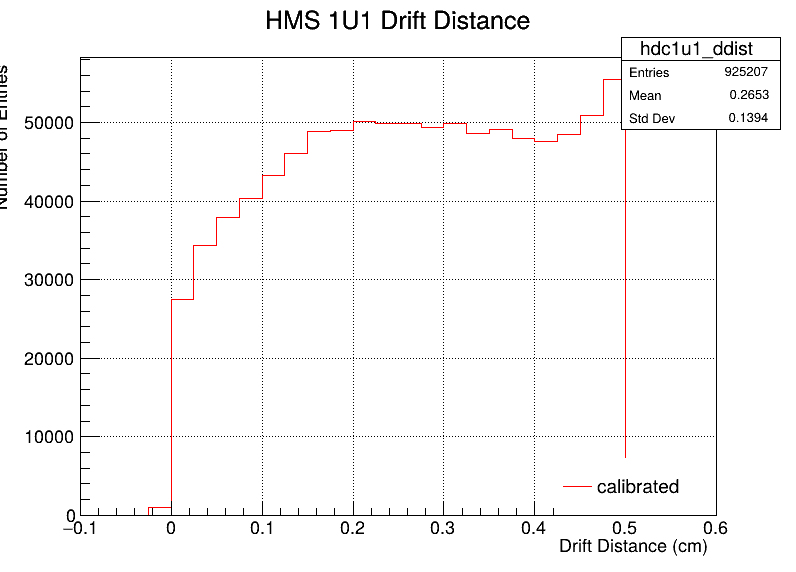 HMS 1U1 Drift Distance
hdc1u1_ddist
Entries 925207
Mean 0.2653
Std Dev 0.1394
Number of Entries
50000
40000
30000
20000
10000
0
calibrated
−0.1 0 0.1 0.2 0.3 0.4 0.5 0.6
Drift Distance (cm)